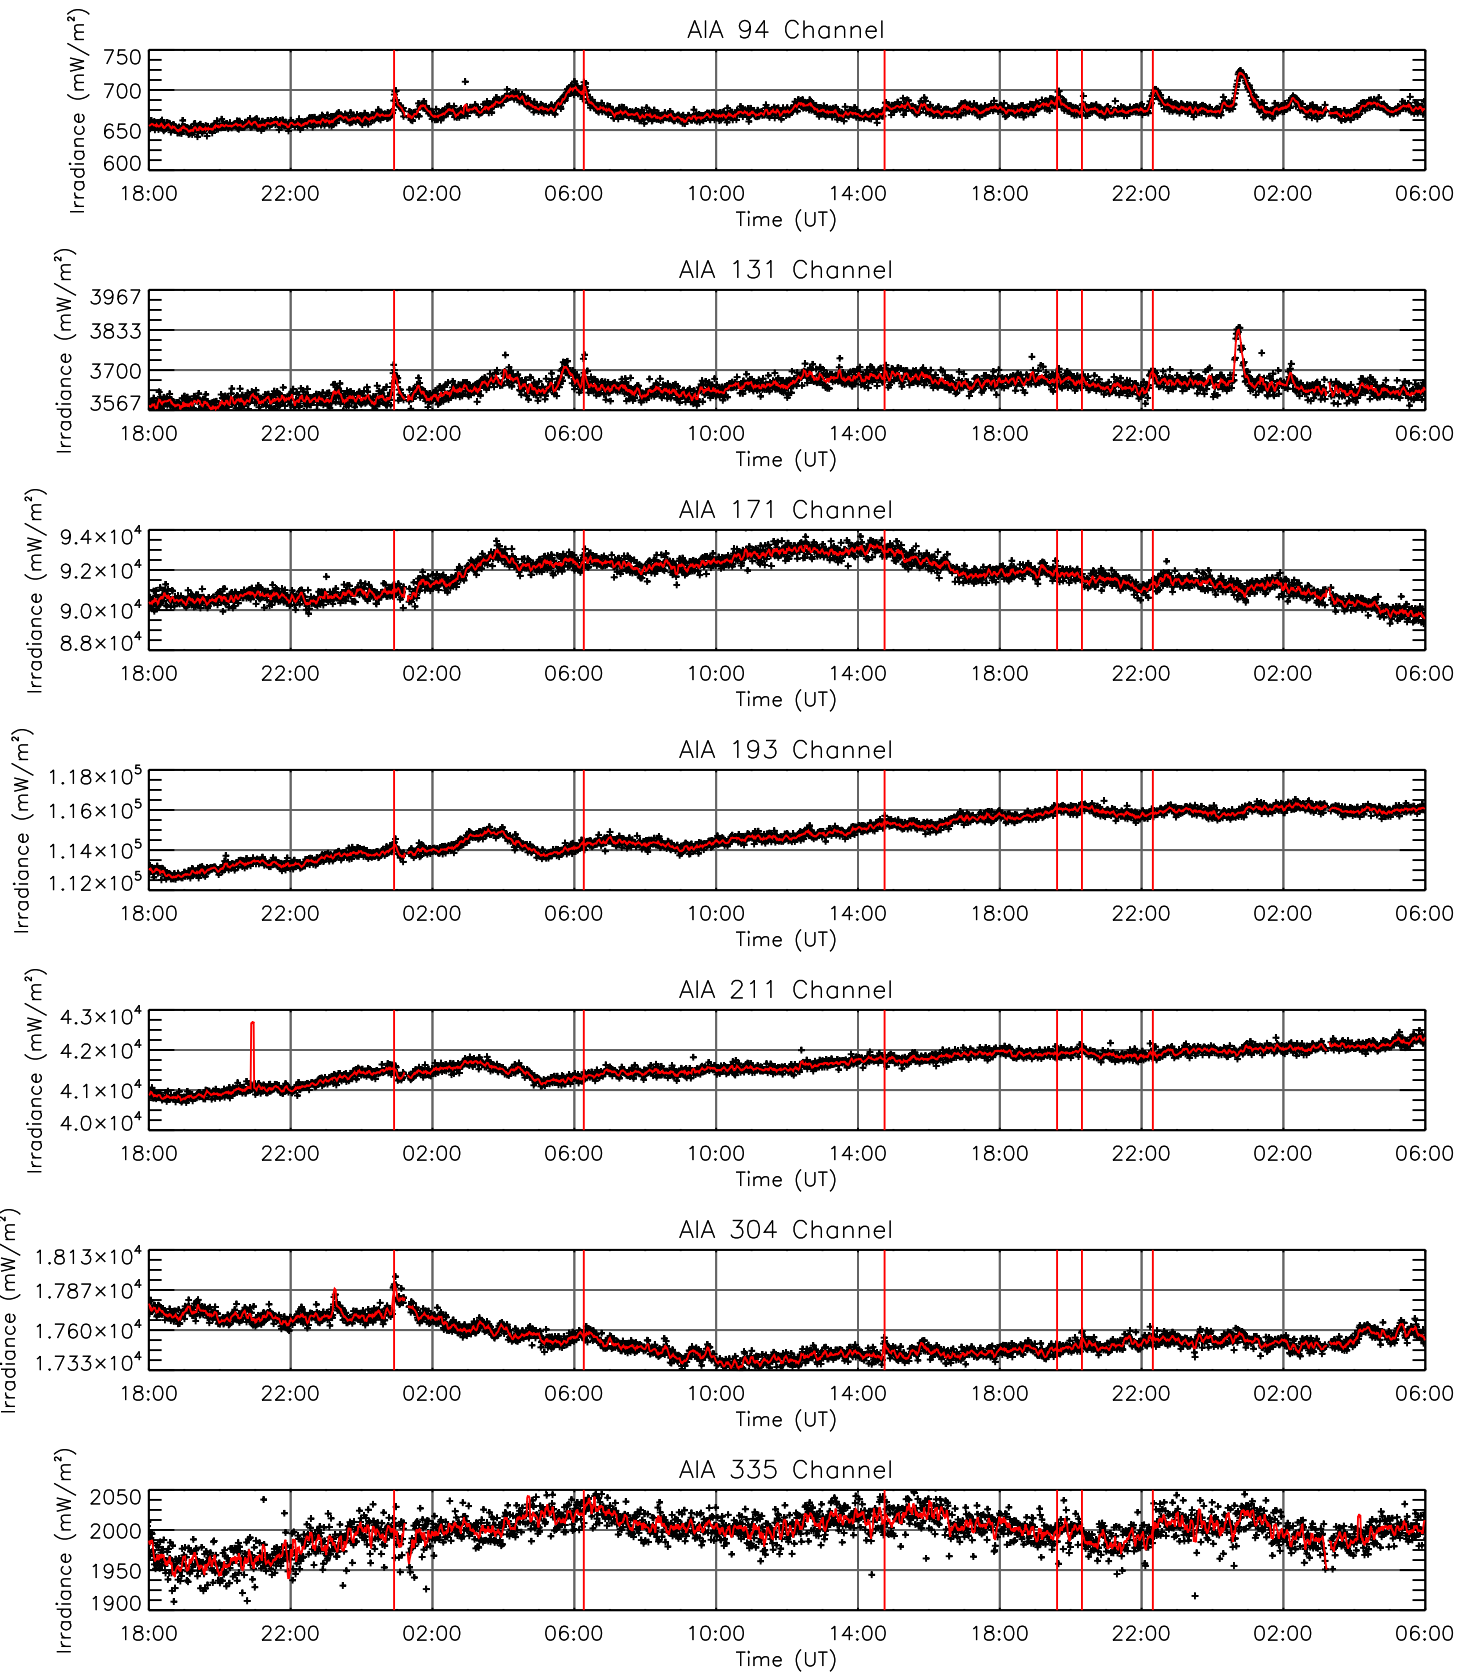 AIA 94 Channel
Irradiance (mW/m²)
750
700
650
600
18:00 22:00 02:00 06:00 10:00 14:00 18:00 22:00 02:00 06:00
Time (UT)
AIA 131 Channel
Irradiance (mW/m²)
3967
3833
3700
3567
18:00 22:00 02:00 06:00 10:00 14:00 18:00 22:00 02:00 06:00
Time (UT)
AIA 171 Channel
Irradiance (mW/m²)
9.4×10⁴
9.2×10⁴
9.0×10⁴
8.8×10⁴
18:00 22:00 02:00 06:00 10:00 14:00 18:00 22:00 02:00 06:00
Time (UT)
AIA 193 Channel
Irradiance (mW/m²)
1.18×10⁵
1.16×10⁵
1.14×10⁵
1.12×10⁵
18:00 22:00 02:00 06:00 10:00 14:00 18:00 22:00 02:00 06:00
Time (UT)
AIA 211 Channel
Irradiance (mW/m²)
4.3×10⁴
4.2×10⁴
4.1×10⁴
4.0×10⁴
18:00 22:00 02:00 06:00 10:00 14:00 18:00 22:00 02:00 06:00
Time (UT)
AIA 304 Channel
Irradiance (mW/m²)
1.813×10⁴
1.787×10⁴
1.760×10⁴
1.733×10⁴
18:00 22:00 02:00 06:00 10:00 14:00 18:00 22:00 02:00 06:00
Time (UT)
AIA 335 Channel
Irradiance (mW/m²)
2050
2000
1950
1900
18:00 22:00 02:00 06:00 10:00 14:00 18:00 22:00 02:00 06:00
Time (UT)